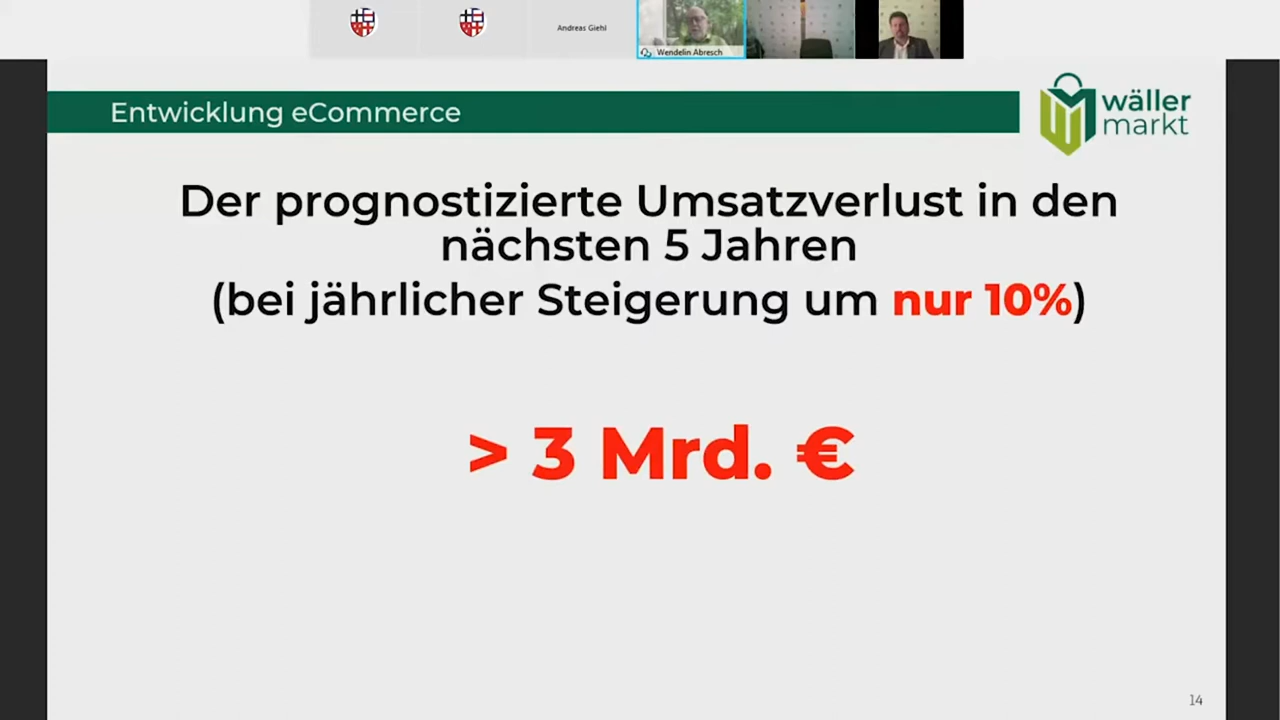 Andreas Giehl
Wendelin Abresch
Entwicklung eCommerce
wäller
markt
Der prognostizierte Umsatzverlust in den
nächsten 5 Jahren
(bei jährlicher Steigerung um nur 10%)
> 3 Mrd. €
14